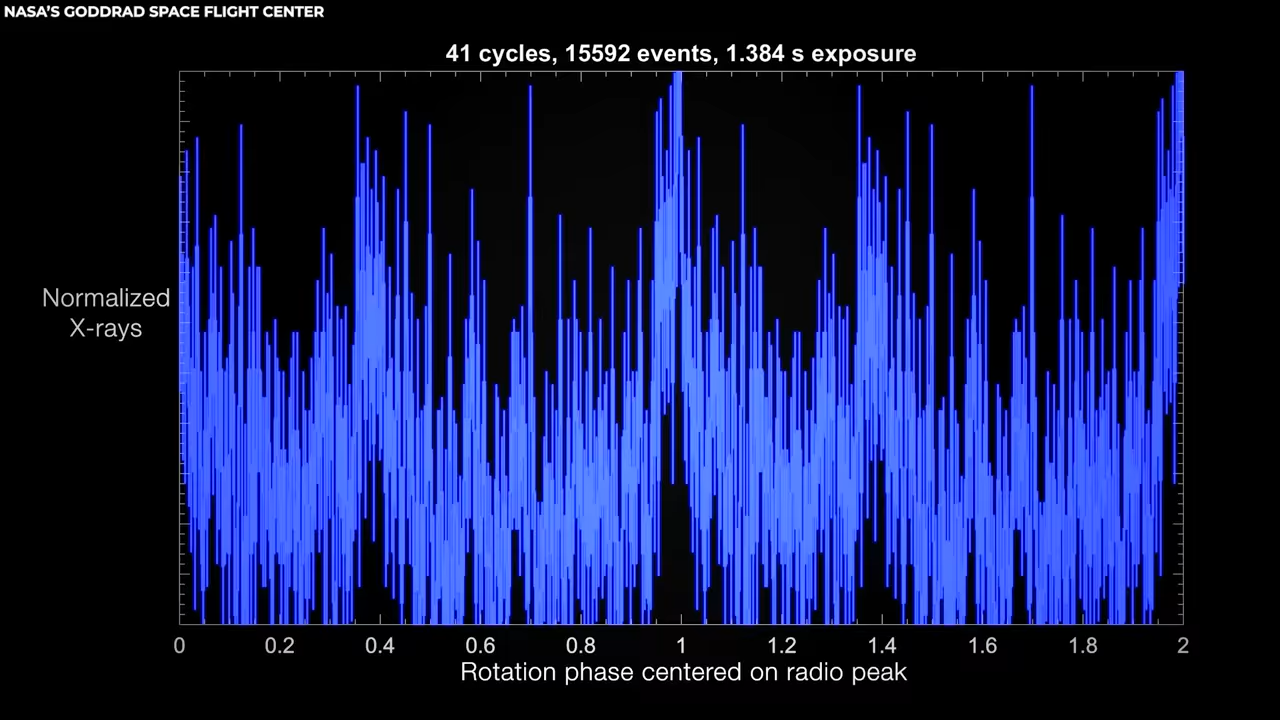 NASA'S GODDRAD SPACE FLIGHT CENTER
41 cycles, 15592 events, 1.384 s exposure
Normalized
X-rays
0 0.2 0.4 0.6 0.8 1 1.2 1.4 1.6 1.8 2
Rotation phase centered on radio peak